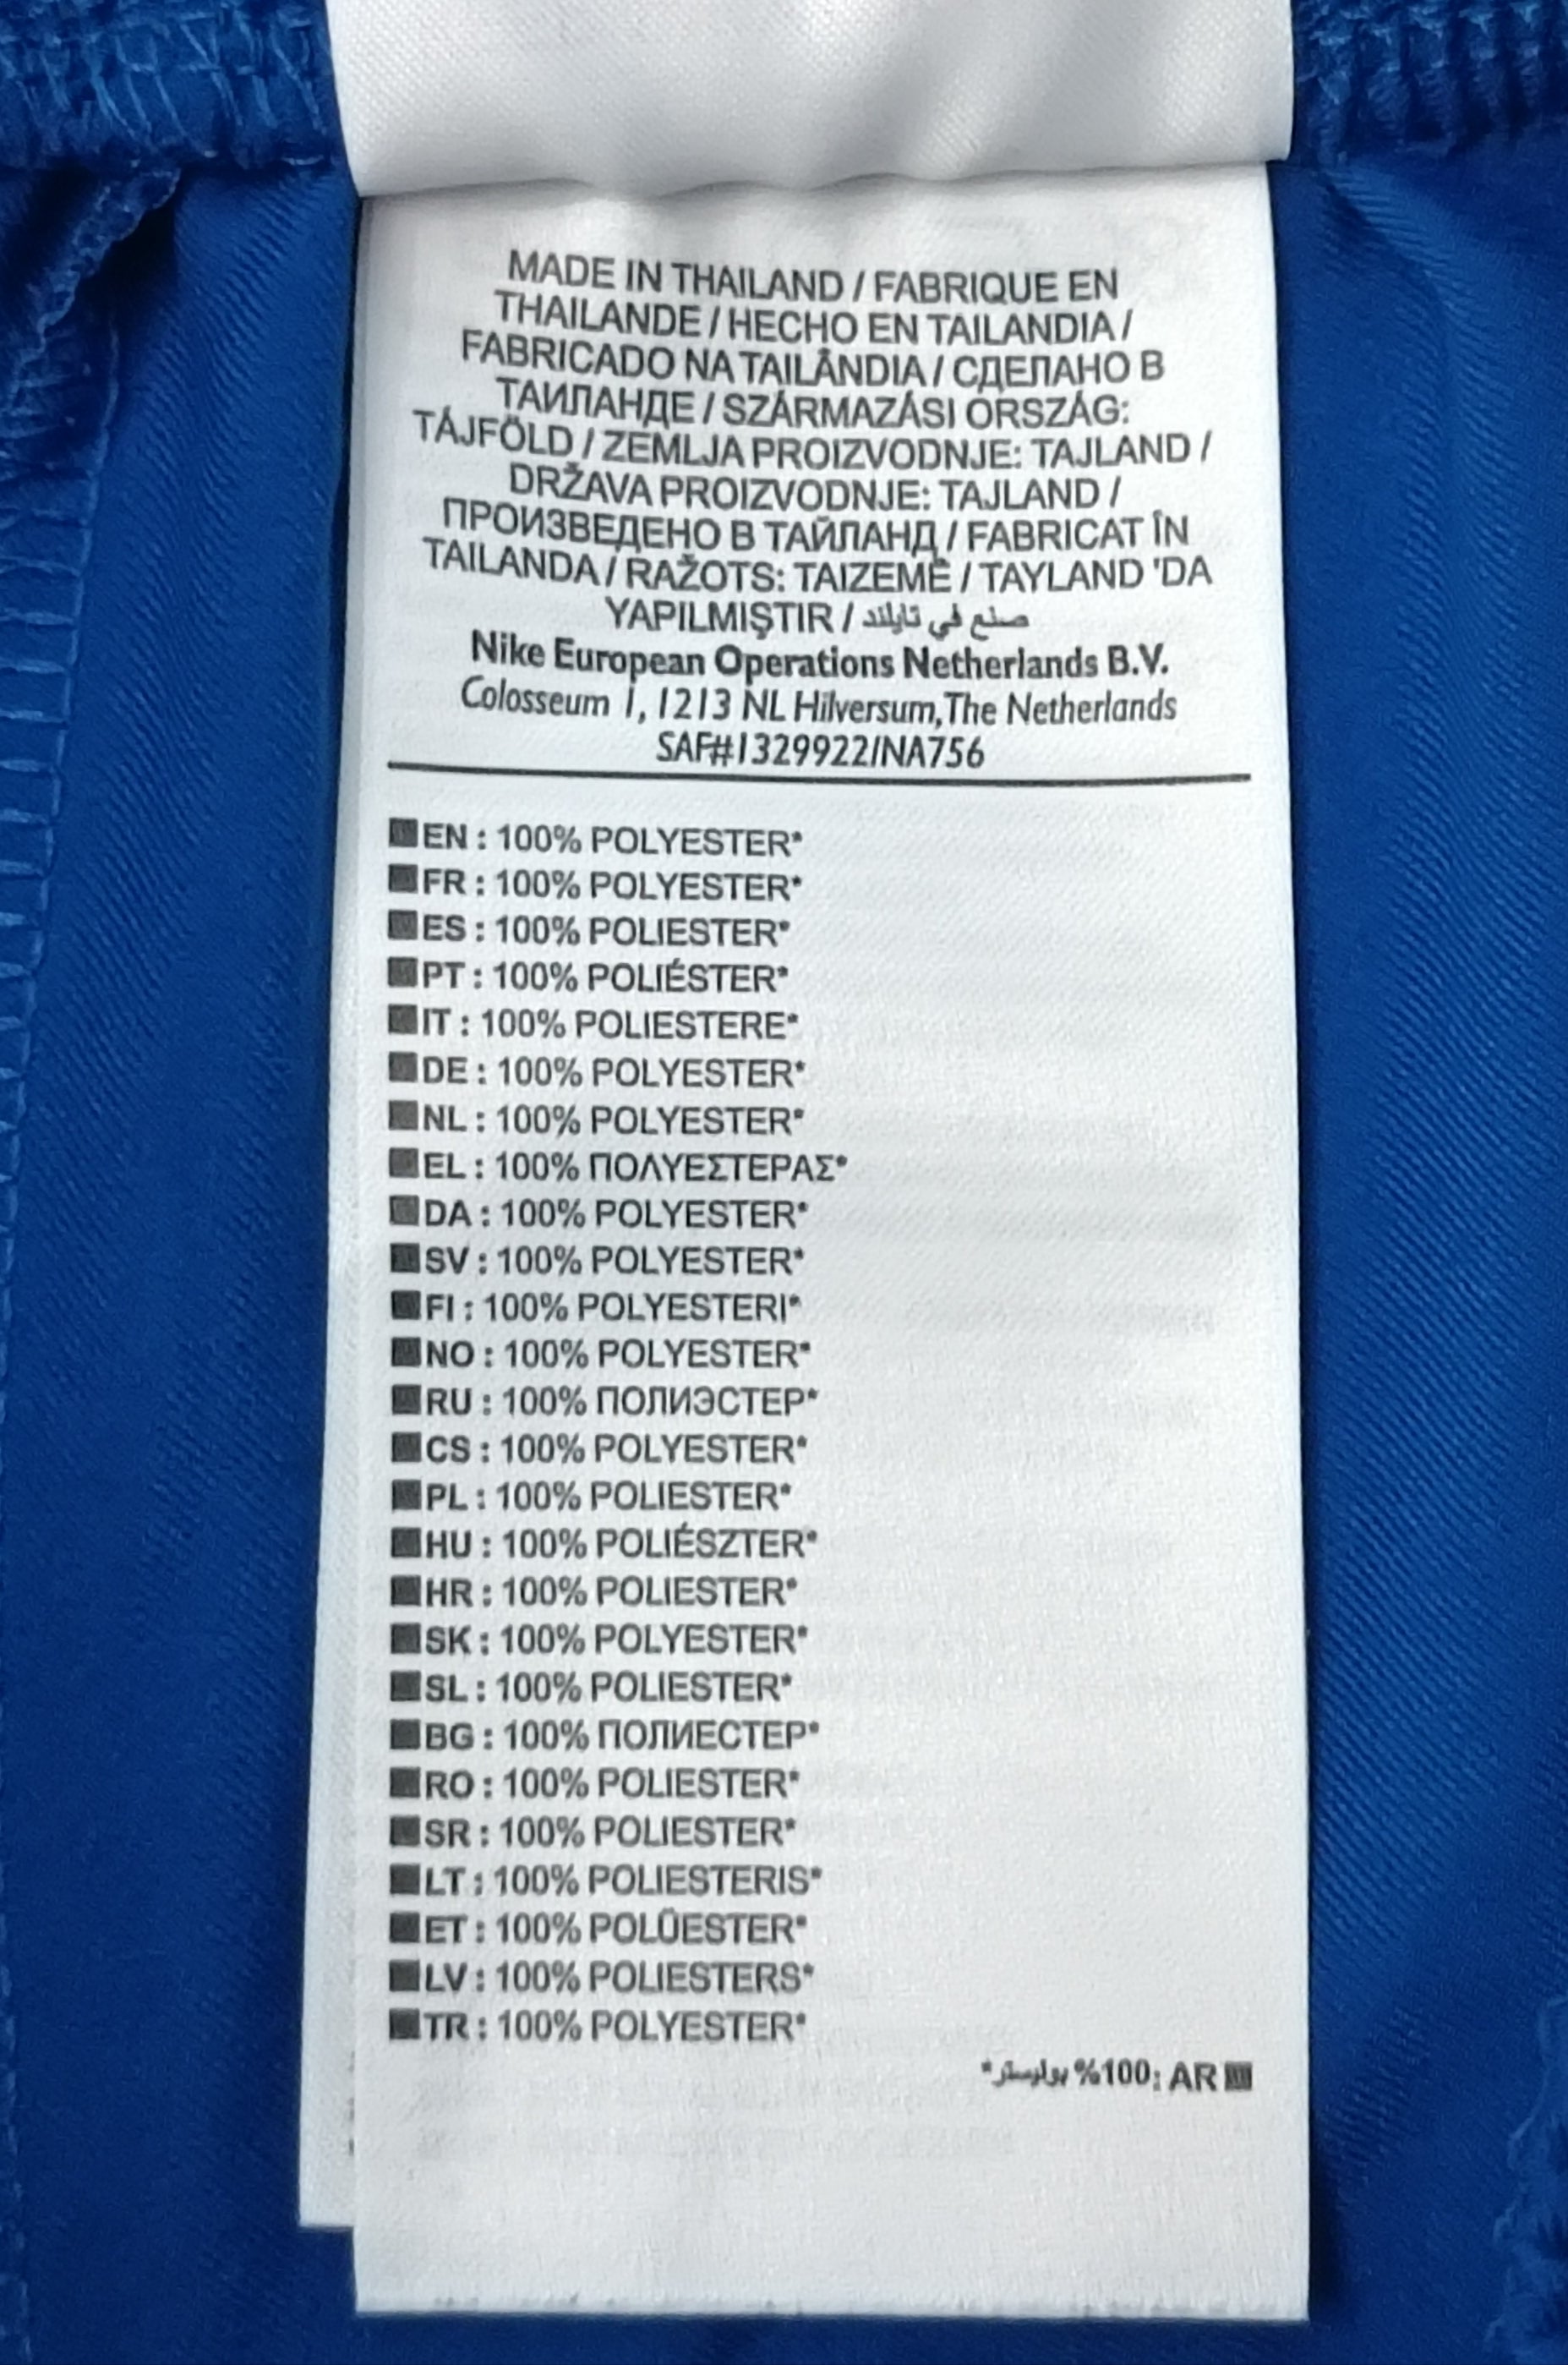 MADE IN THAILAND / FABRIQUE EN
THAILANDE / HECHO EN TAILANDIA /
FABRICADO NA TAILÂNDIA / СДЕЛАНО В
ТАИЛАНДЕ / SZÁRMAZÁSI ORSZÁG:
TÁJFÖLD / ZEMLJA PROIZVODNJE: TAJLAND /
DRŽAVA PROIZVODNJE: TAJLAND /
ПРОИЗВЕДЕНО В ТАЙЛАНД / FABRICAT ÎN
TAILANDA / RAŽOTS: TAIZEMĒ / TAYLAND 'DA
YAPILMIŞTIR / صنع في تايلند
Nike European Operations Netherlands B.V.
Colosseum 1, 1213 NL Hilversum, The Netherlands
SAF#1329922/NA756
■EN : 100% POLYESTER*
■FR : 100% POLYESTER*
■ES : 100% POLIESTER*
■PT : 100% POLIÉSTER*
■IT : 100% POLIESTERE*
■DE : 100% POLYESTER*
■NL : 100% POLYESTER*
■EL : 100% ΠΟΛΥΕΣΤΕΡΑΣ*
■DA : 100% POLYESTER*
■SV : 100% POLYESTER*
■FI : 100% POLYESTERI*
■NO : 100% POLYESTER*
■RU : 100% ПОЛИЭСТЕР*
■CS : 100% POLYESTER*
■PL : 100% POLIESTER*
■HU : 100% POLIÉSZTER*
■HR : 100% POLIESTER*
■SK : 100% POLYESTER*
■SL : 100% POLIESTER*
■BG : 100% ПОЛИЕСТЕР*
■RO : 100% POLIESTER*
■SR : 100% POLIESTER*
■LT : 100% POLIESTERIS*
■ET : 100% POLÜESTER*
■LV : 100% POLIESTERS*
■TR : 100% POLYESTER*
■AR :100% بوليستر*